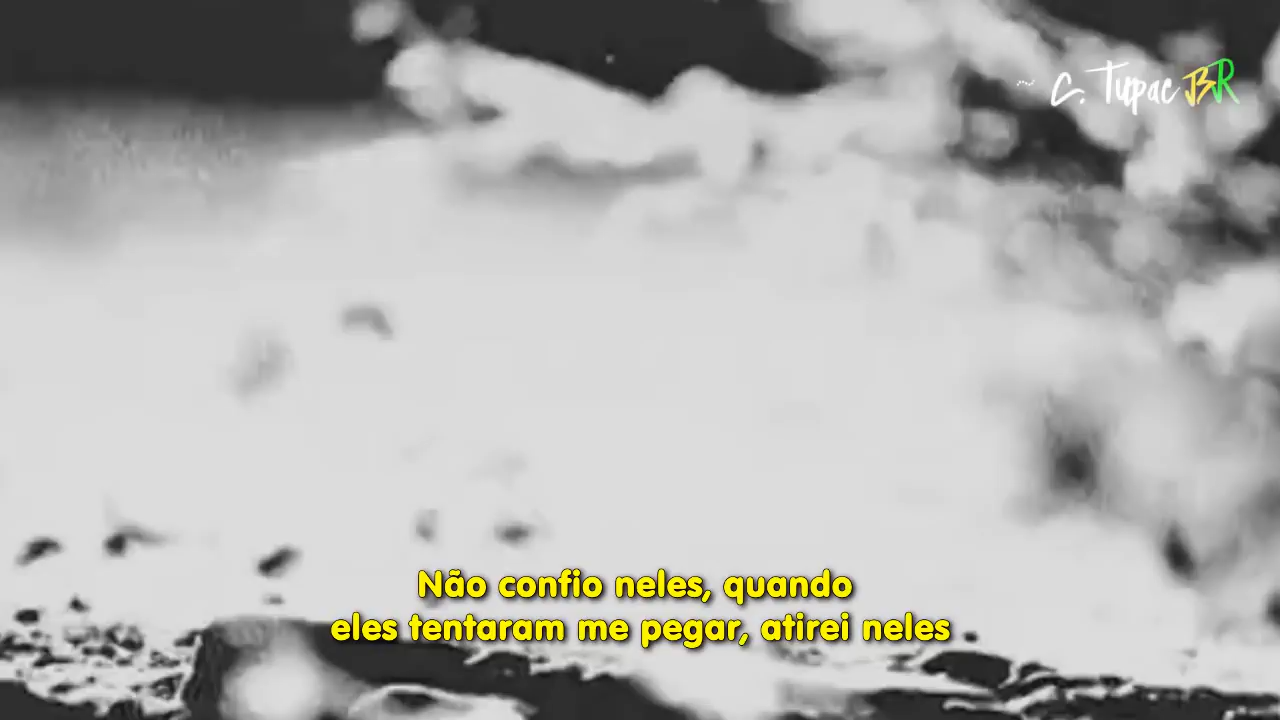 ~ C. Tupac BR
Não confio neles, quando
eles tentaram me pegar, atirei neles